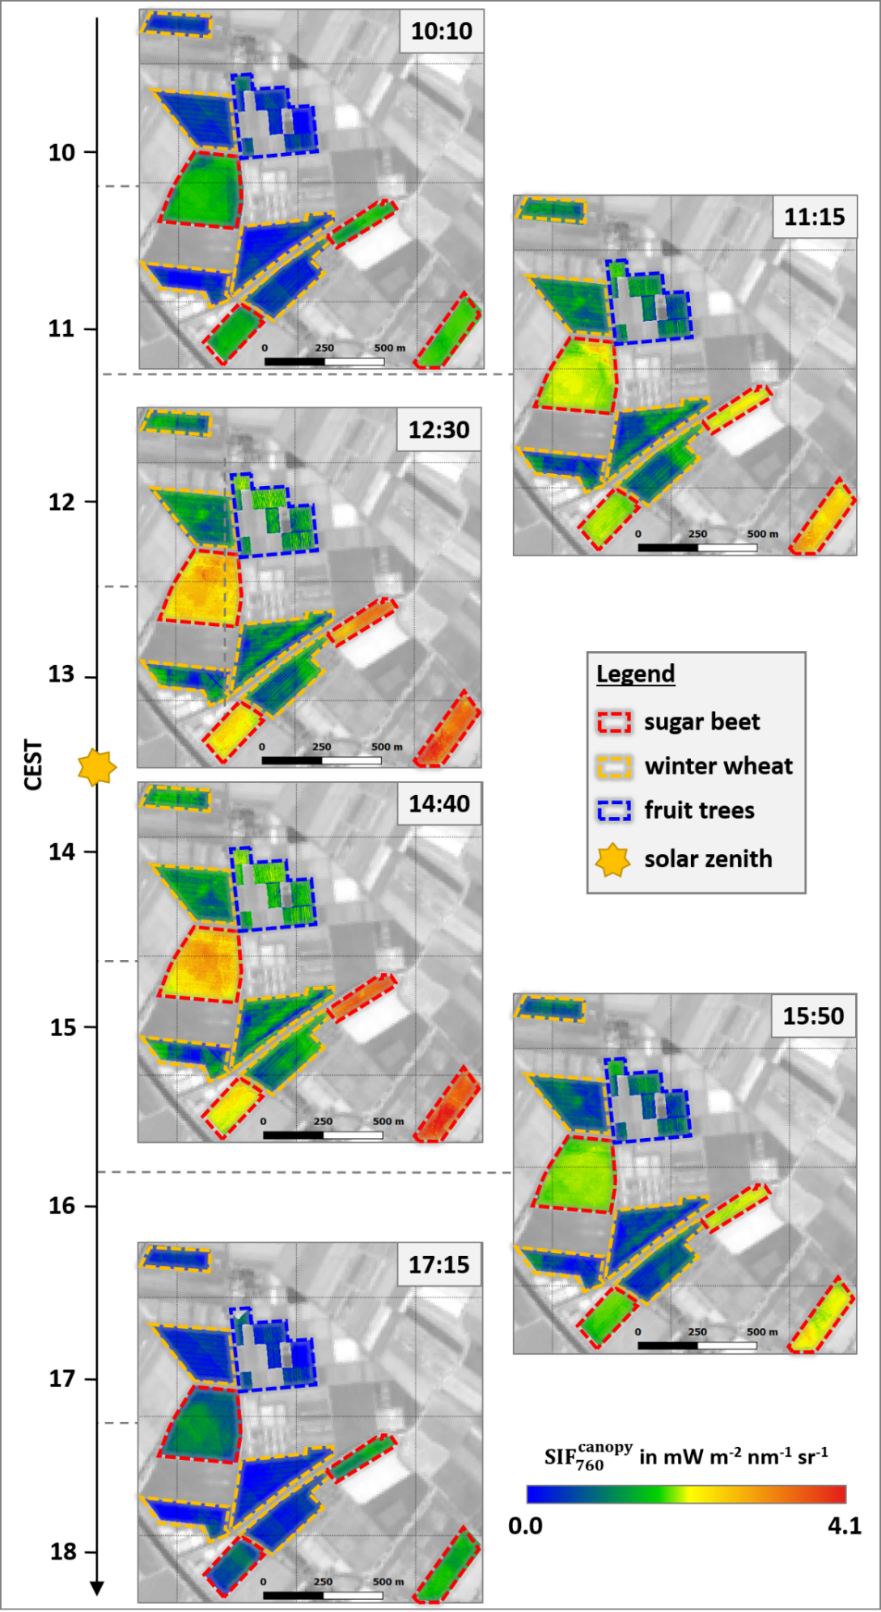 10:10
10
11:15
11
0 250 500 m
12:30
12
0 250 500 m
13
0 250 500 m
Legend
sugar beet
winter wheat
fruit trees
solar zenith
CEST
14:40
14
15
15:50
0 250 500 m
16
17:15
0 250 500 m
17
SIF760canopy in mW m-2 nm-1 sr-1
0.0 4.1
18
0 250 500 m